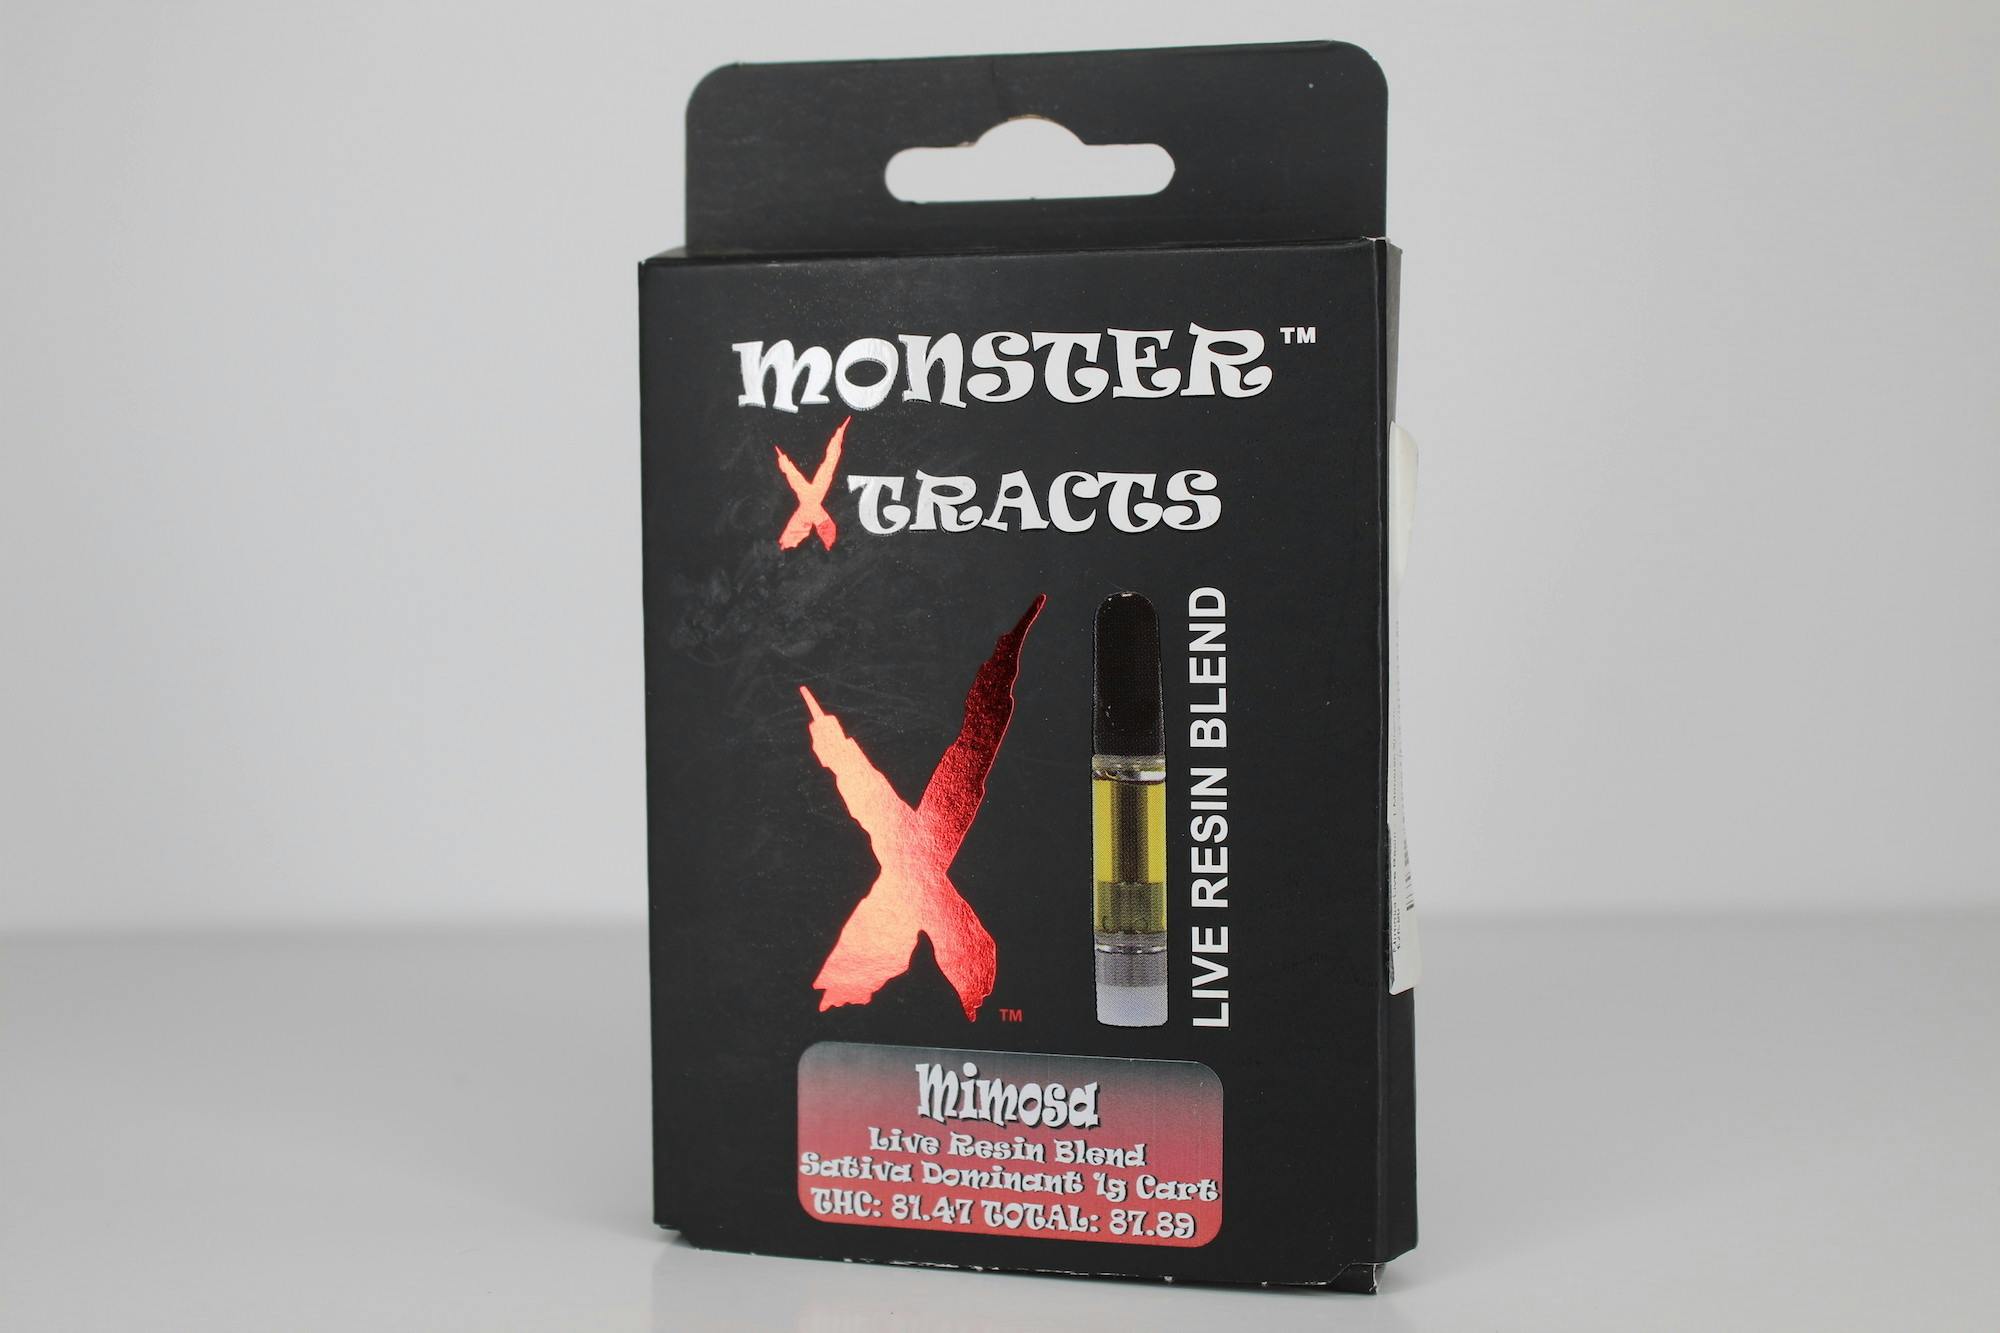 MONSTER™
XTRACTS
LIVE RESIN BLEND
TM
Mimosa
Live Resin Blend
Sativa Dominant 1g Cart
THC: 81.47 TOTAL: 87.89